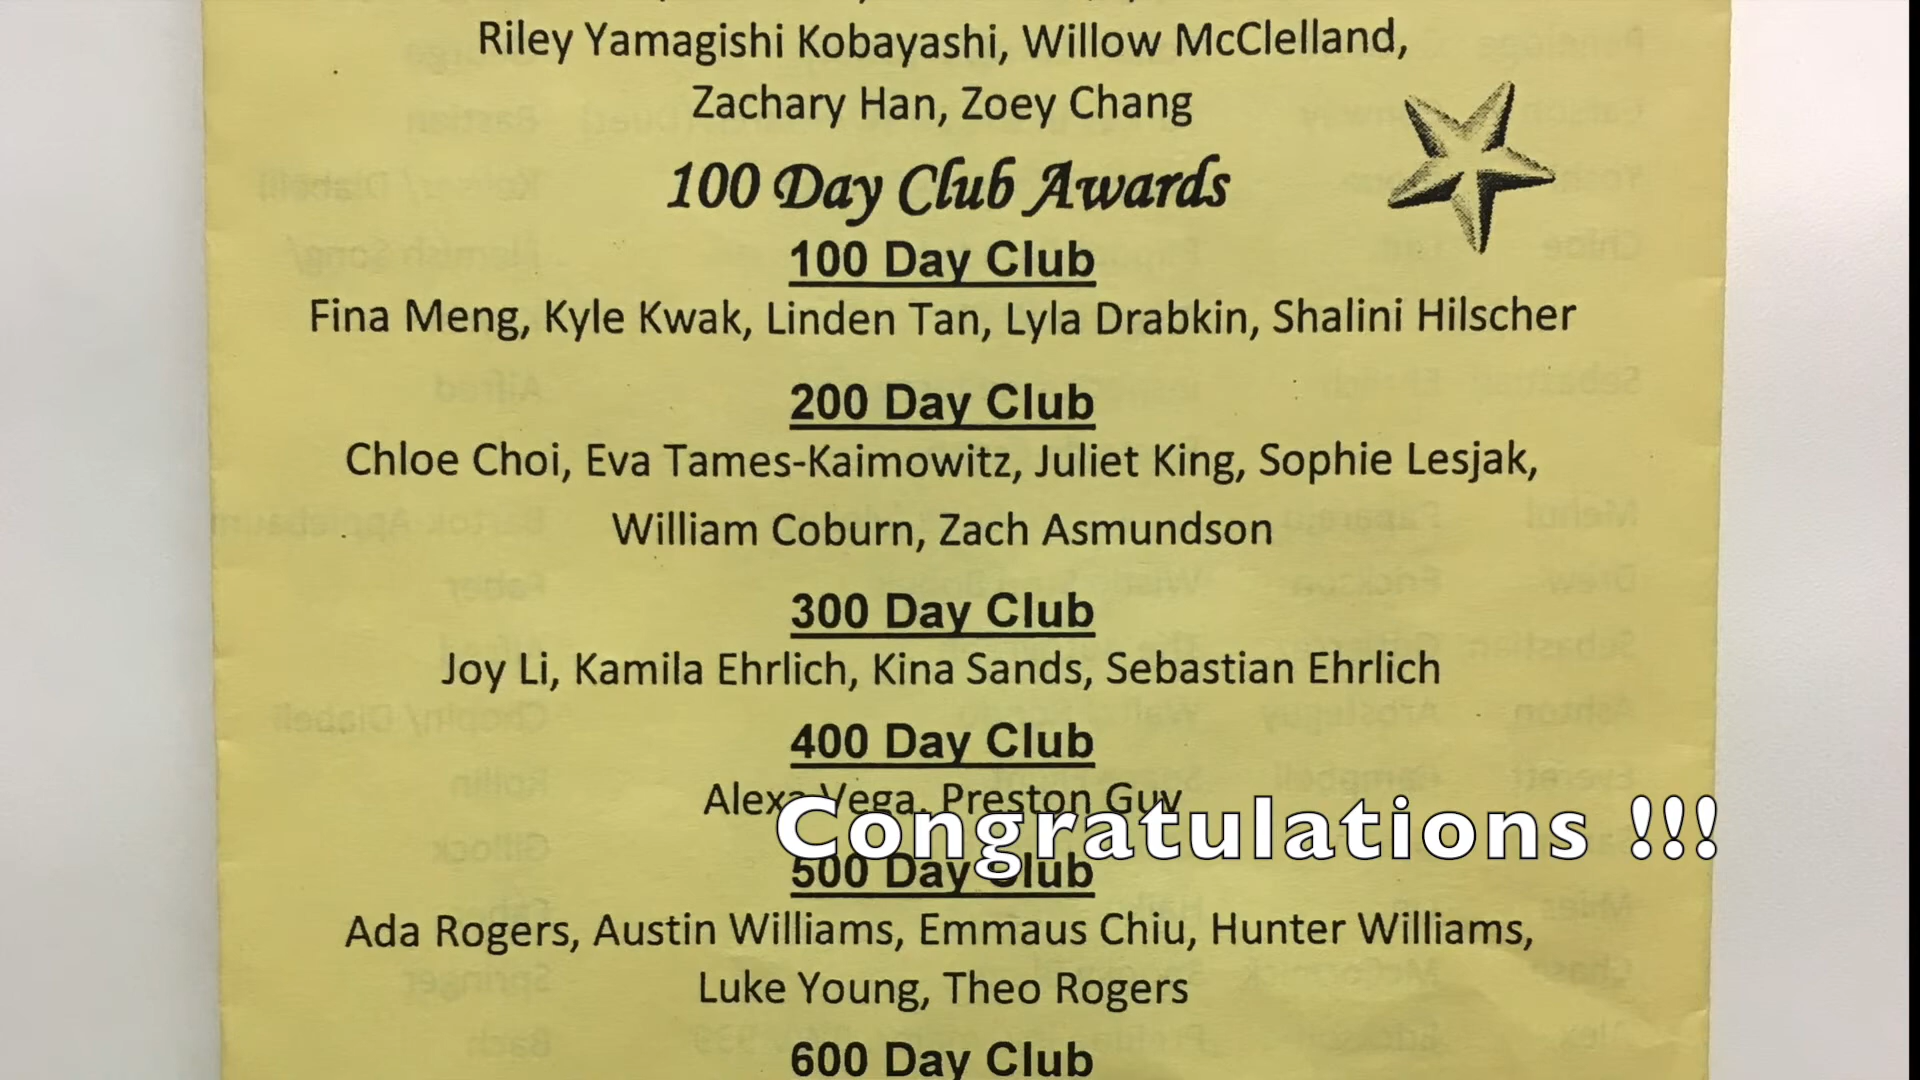 Riley Yamagishi Kobayashi, Willow McClelland,
Zachary Han, Zoey Chang
100 Day Club Awards
100 Day Club
Fina Meng, Kyle Kwak, Linden Tan, Lyla Drabkin, Shalini Hilscher
200 Day Club
Chloe Choi, Eva Tames-Kaimowitz, Juliet King, Sophie Lesjak,
William Coburn, Zach Asmundson
300 Day Club
Joy Li, Kamila Ehrlich, Kina Sands, Sebastian Ehrlich
400 Day Club
Alexa Vega, Preston Guy
Congratulations !!!
500 Day Club
Ada Rogers, Austin Williams, Emmaus Chiu, Hunter Williams,
Luke Young, Theo Rogers
600 Day Club